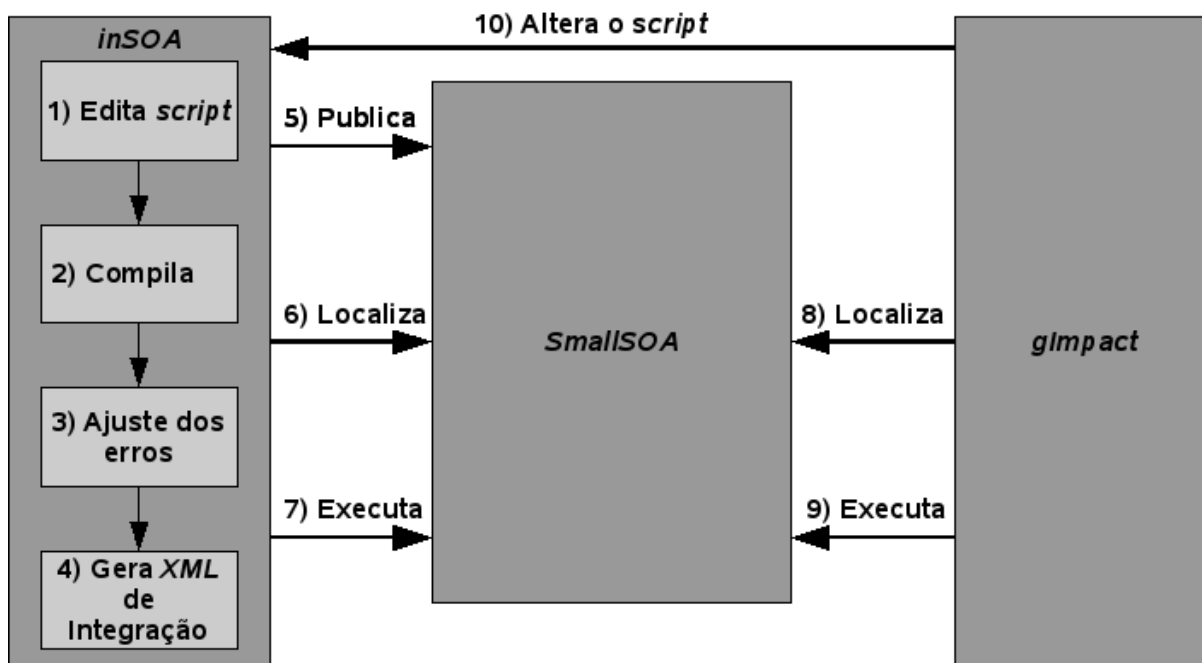 10) Altera o script
inSOA
1) Edita script
5) Publica
2) Compila
6) Localiza
SmallSOA
8) Localiza
gImpact
3) Ajuste dos
erros
7) Executa
9) Executa
4) Gera XML
de
Integração